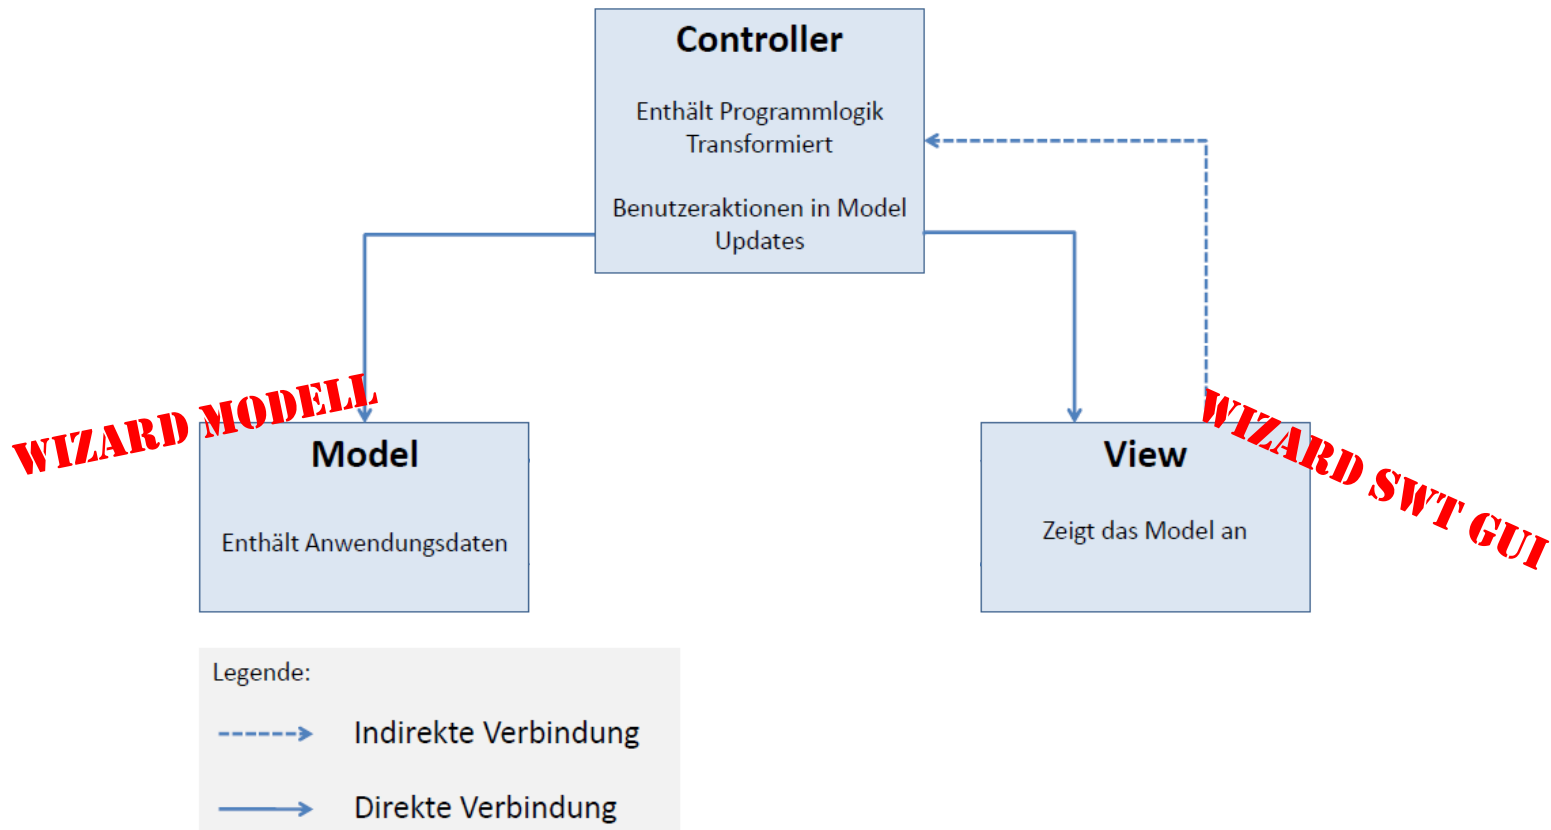 Controller
Enthält Programmlogik
Transformiert
Benutzeraktionen in Model
Updates
WIZARD MODELL
Model
Enthält Anwendungsdaten
WIZARD SWT GUI
View
Zeigt das Model an
Legende:
Indirekte Verbindung
Direkte Verbindung